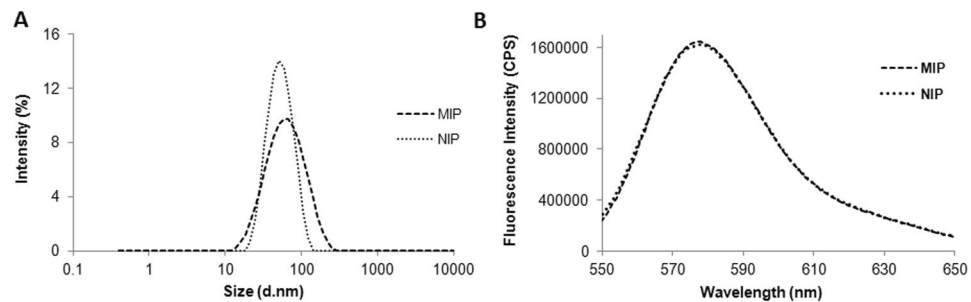 A
Intensity (%)
16
12
8
4
0
0.1 1 10 100 1000 10000
Size (d.nm)
MIP
NIP
B
Fluorescence Intensity (CPS)
1600000
1200000
800000
400000
0
550 570 590 610 630 650
Wavelength (nm)
MIP
NIP